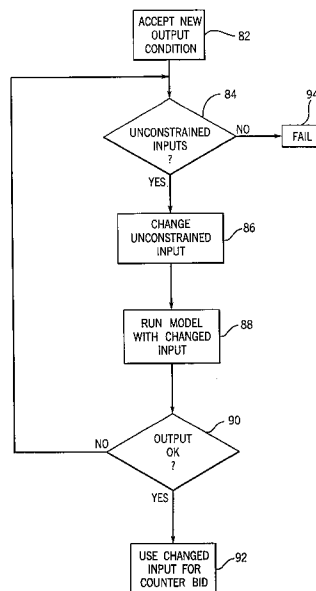 ACCEPT NEW
OUTPUT
CONDITION
82
84
94
UNCONSTRAINED
INPUTS
?
NO
FAIL
YES
CHANGE
UNCONSTRAINED
INPUT
86
RUN MODEL
WITH CHANGED
INPUT
88
90
NO
OUTPUT
OK
?
YES
USE CHANGED
INPUT FOR
COUNTER BID
92